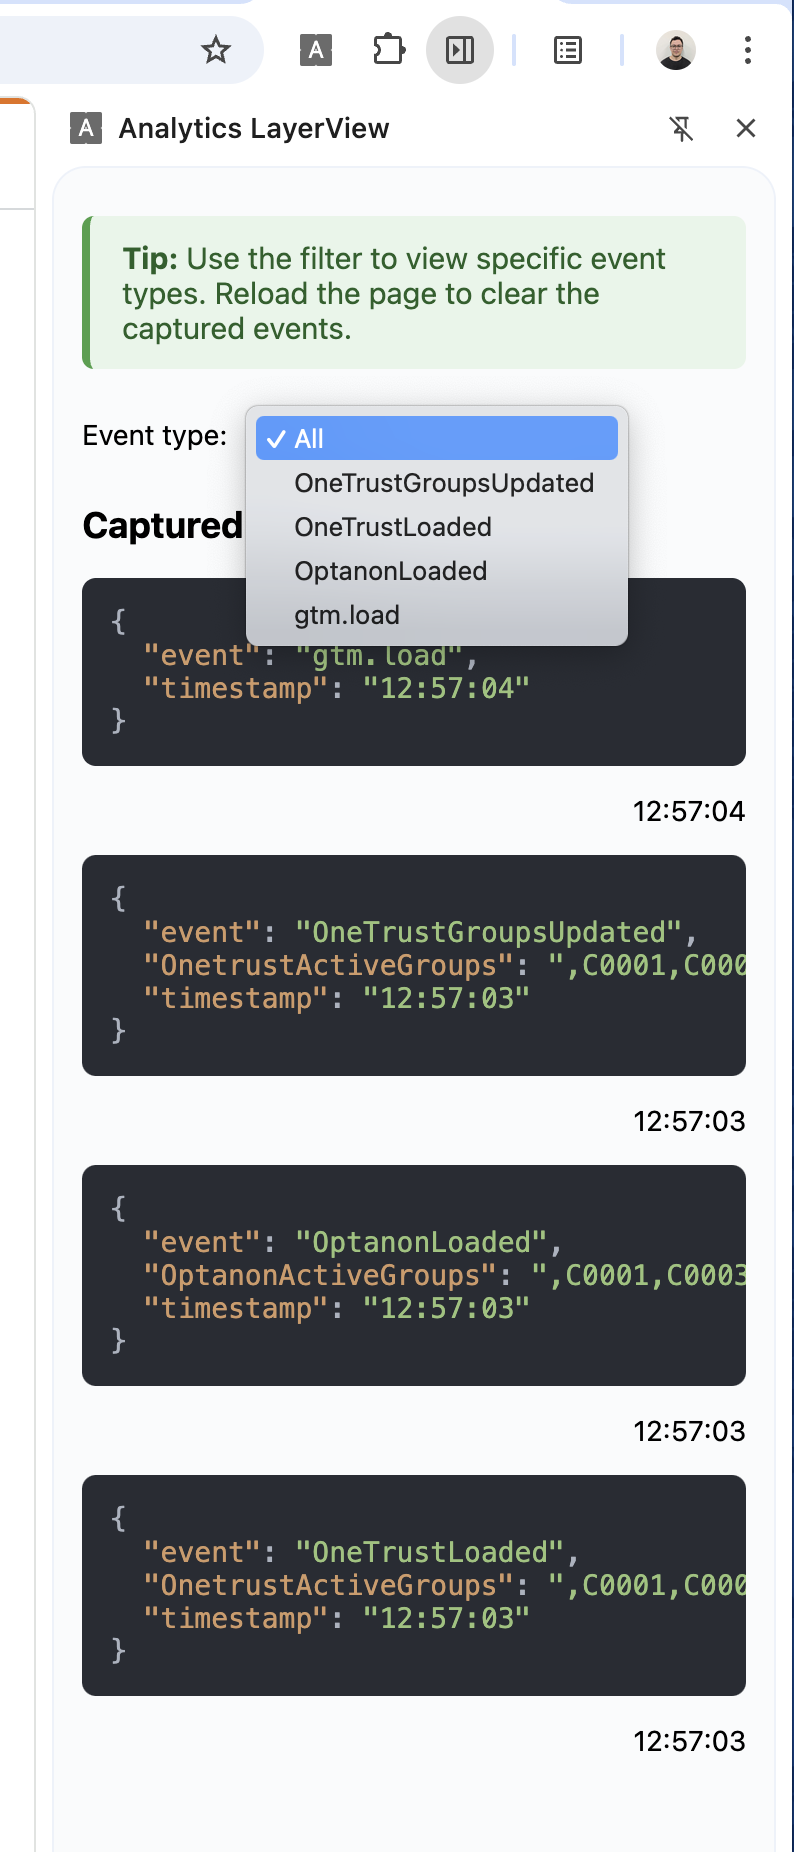 A
A Analytics LayerView
Tip: Use the filter to view specific event
types. Reload the page to clear the
captured events.
Event type:
✓ All
OneTrustGroupsUpdated
OneTrustLoaded
OptanonLoaded
gtm.load
Captured
{
"event": "gtm.load",
"timestamp": "12:57:04"
}
12:57:04
{
"event": "OneTrustGroupsUpdated",
"OnetrustActiveGroups": ",C0001,C000
"timestamp": "12:57:03"
}
12:57:03
{
"event": "OptanonLoaded",
"OptanonActiveGroups": ",C0001,C0003
"timestamp": "12:57:03"
}
12:57:03
{
"event": "OneTrustLoaded",
"OnetrustActiveGroups": ",C0001,C000
"timestamp": "12:57:03"
}
12:57:03